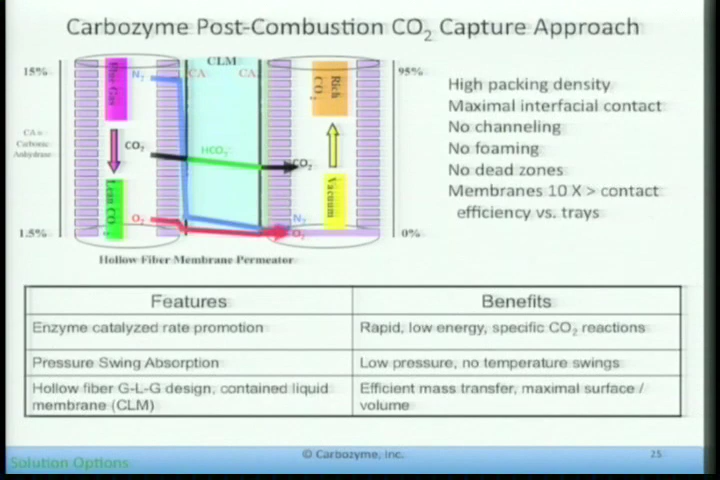 Carbozyme Post-Combustion CO2 Capture Approach
CLM
15%
Flue Gas
N2
CA
CA
Rich CO2
95%
CA = Carbonic Anhydrase
CO2
HCO3-
CO2
Lean CO2
Vacuum
O2
N2
O2
1.5%
0%
Hollow Fiber Membrane Permeator
High packing density
Maximal interfacial contact
No channeling
No foaming
No dead zones
Membranes 10 X > contact
efficiency vs. trays
Features
Benefits
Enzyme catalyzed rate promotion
Rapid, low energy, specific CO2 reactions
Pressure Swing Absorption
Low pressure, no temperature swings
Hollow fiber G-L-G design, contained liquid
membrane (CLM)
Efficient mass transfer, maximal surface /
volume
© Carbozyme, Inc.
25
Solution Options